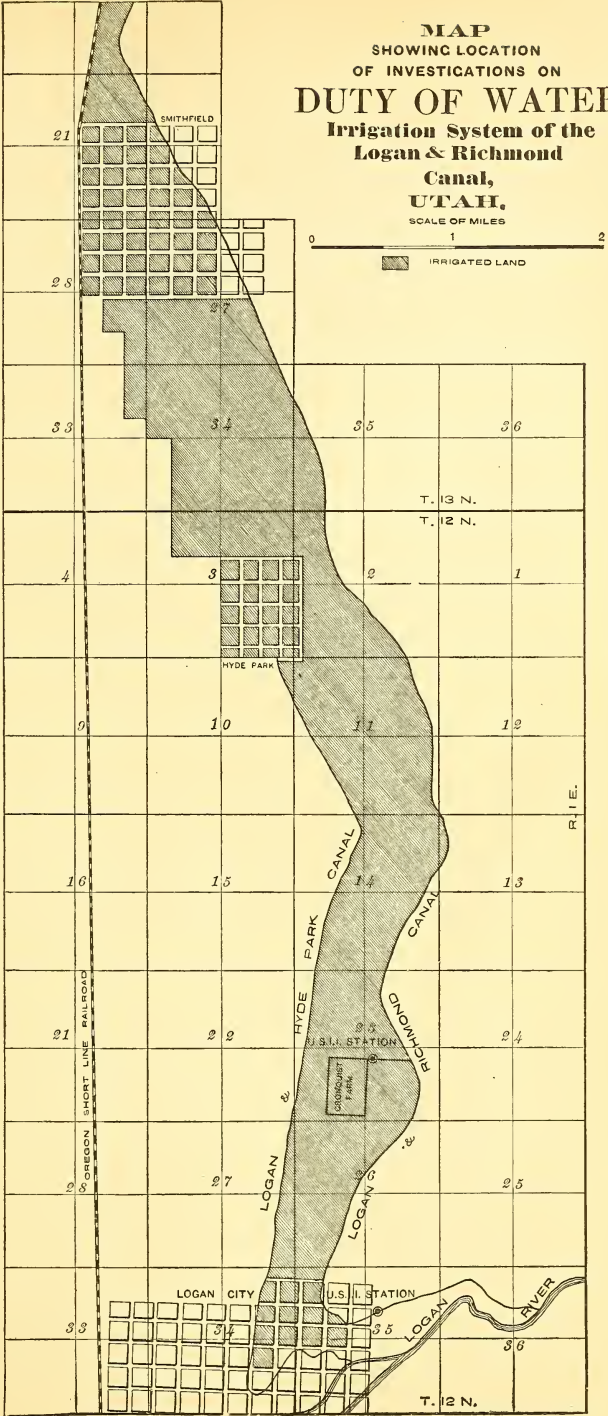 MAP
SHOWING LOCATION
OF INVESTIGATIONS ON
DUTY OF WATER
Irrigation System of the
Logan & Richmond
Canal,
UTAH.
SCALE OF MILES
0 1 2
IRRIGATED LAND
SMITHFIELD
21
28
27
33 34 35 36
T. 13 N.
T. 12 N.
4 3 2 1
HYDE PARK
9 10 11 12
R. 1 E.
16 15 14 13
LOGAN & HYDE PARK CANAL
LOGAN & RICHMOND CANAL
OREGON SHORT LINE RAILROAD
21 22 23 24
U.S.I.I. STATION
CRONQUIST
FARM.
28 27 26 25
LOGAN CITY
U.S.I.I. STATION
LOGAN RIVER
33 34 35 36
T. 12 N.